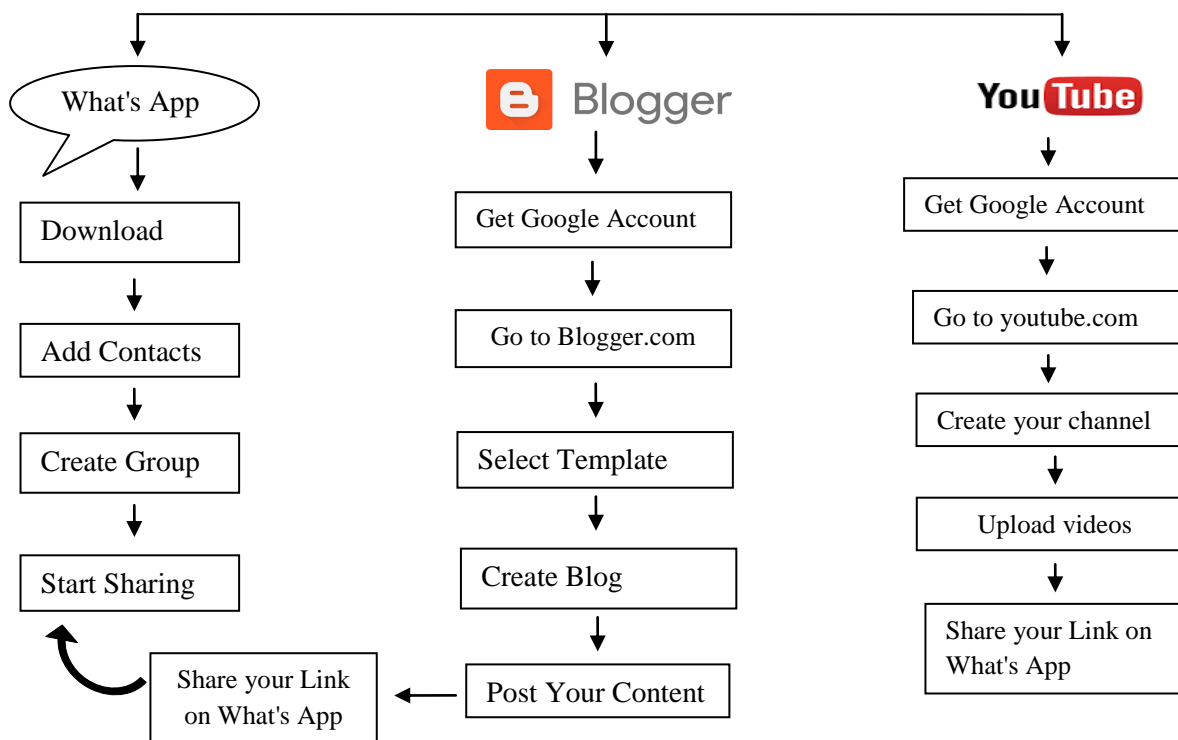 What's App
Download
Add Contacts
Create Group
Start Sharing
Share your Link
on What's App
Blogger
Get Google Account
Go to Blogger.com
Select Template
Create Blog
Post Your Content
YouTube
Get Google Account
Go to youtube.com
Create your channel
Upload videos
Share your Link on
What's App